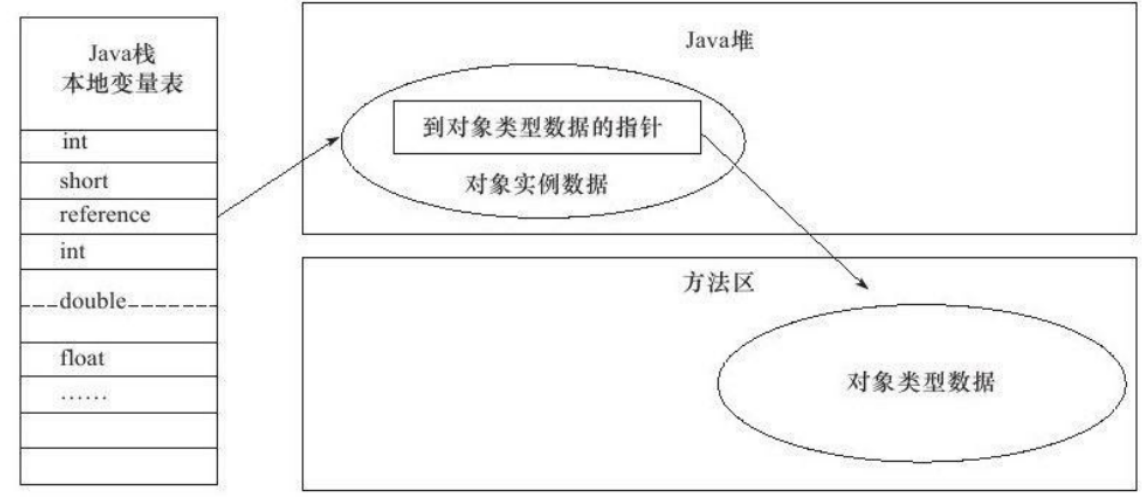 Java栈
本地变量表
int
short
reference
int
double
float
……
Java堆
到对象类型数据的指针
对象实例数据
方法区
对象类型数据